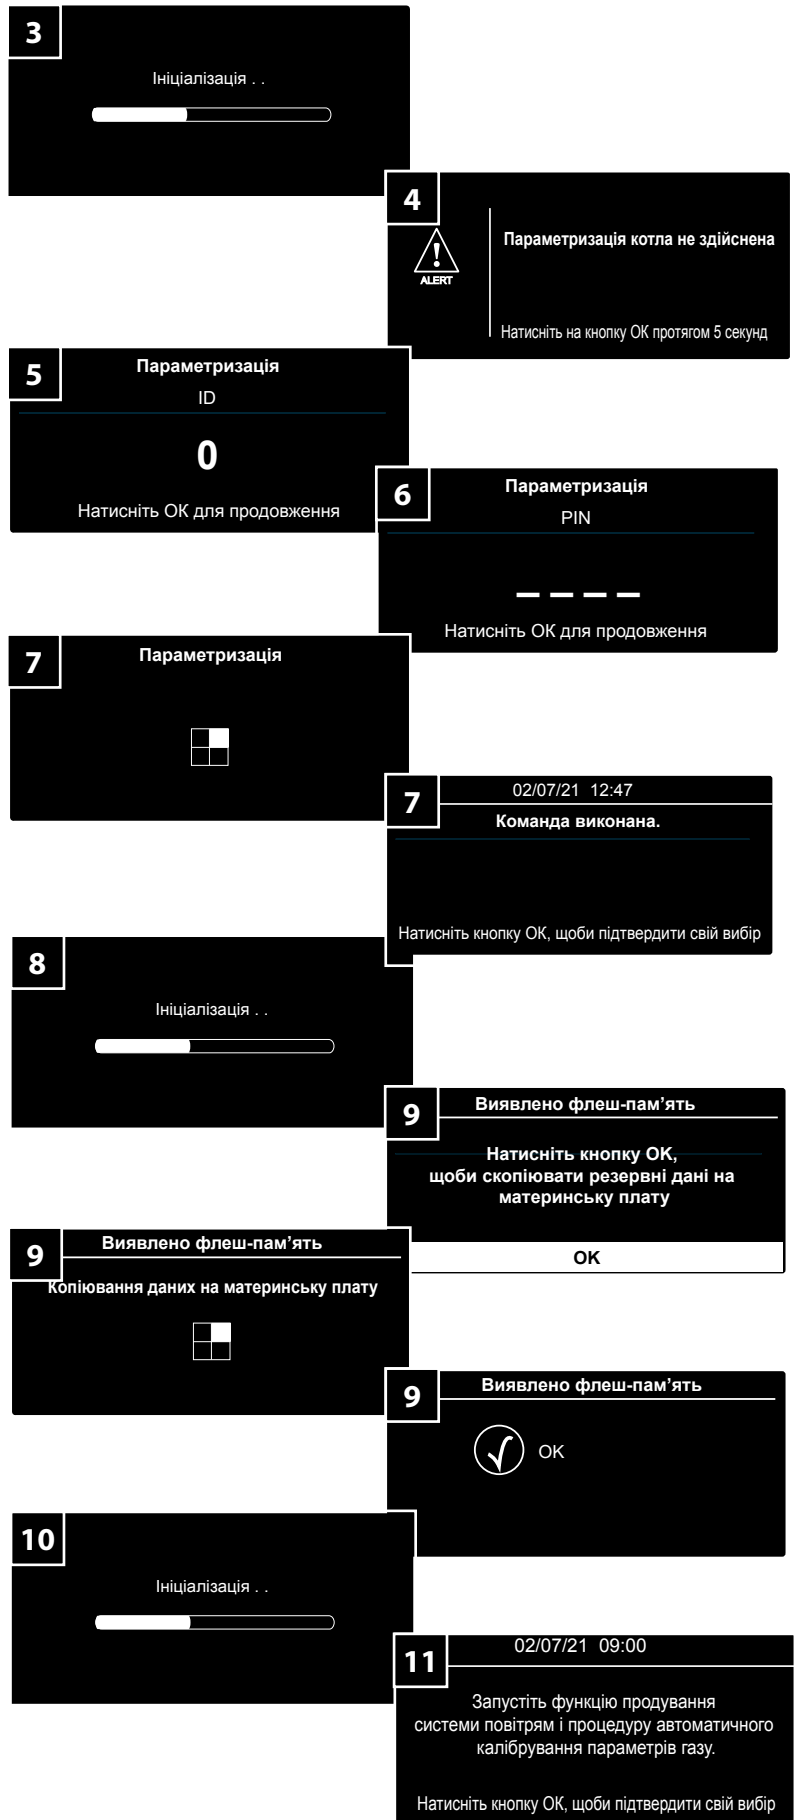 3
Ініціалізація . .
4
ALERT
Параметризація котла не здійснена
Натисніть на кнопку ОК протягом 5 секунд
5
Параметризація
ID
0
Натисніть ОК для продовження
6
Параметризація
PIN
_ _ _ _
Натисніть ОК для продовження
7
Параметризація
7
02/07/21 12:47
Команда виконана.
Натисніть кнопку ОК, щоби підтвердити свій вибір
8
Ініціалізація . .
9
Виявлено флеш-пам’ять
Натисніть кнопку ОК,
щоби скопіювати резервні дані на
материнську плату
OK
9
Виявлено флеш-пам’ять
Копіювання даних на материнську плату
9
Виявлено флеш-пам’ять
OK
10
Ініціалізація . .
11
02/07/21 09:00
Запустіть функцію продування
системи повітрям і процедуру автоматичного
калібрування параметрів газу.
Натисніть кнопку ОК, щоби підтвердити свій вибір